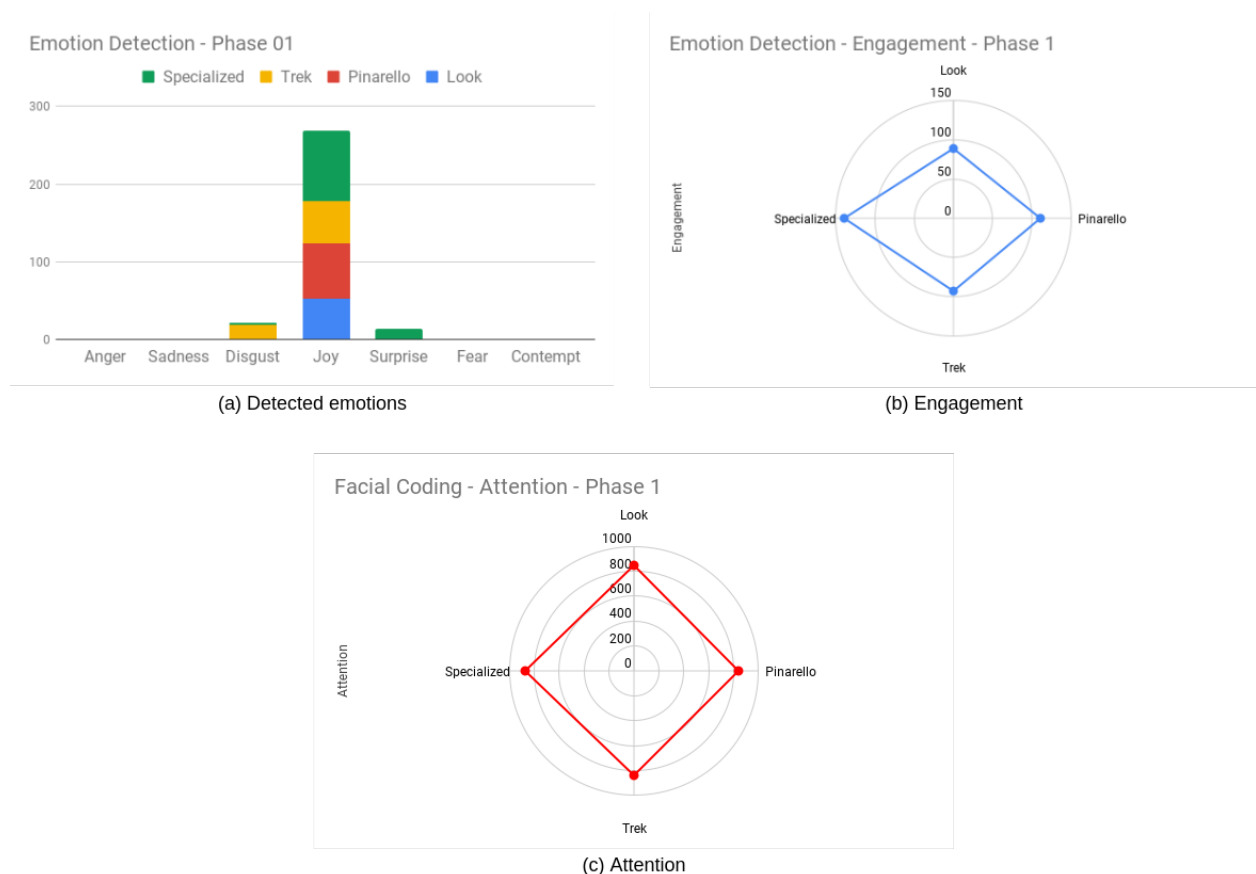 Emotion Detection - Phase 01
Specialized Trek Pinarello Look
300
200
100
0
Anger Sadness Disgust Joy Surprise Fear Contempt
(a) Detected emotions
Emotion Detection - Engagement - Phase 1
Look
150
100
50
0
Engagement
Specialized
Pinarello
Trek
(b) Engagement
Facial Coding - Attention - Phase 1
Look
1000
800
600
400
200
0
Attention
Specialized
Pinarello
Trek
(c) Attention